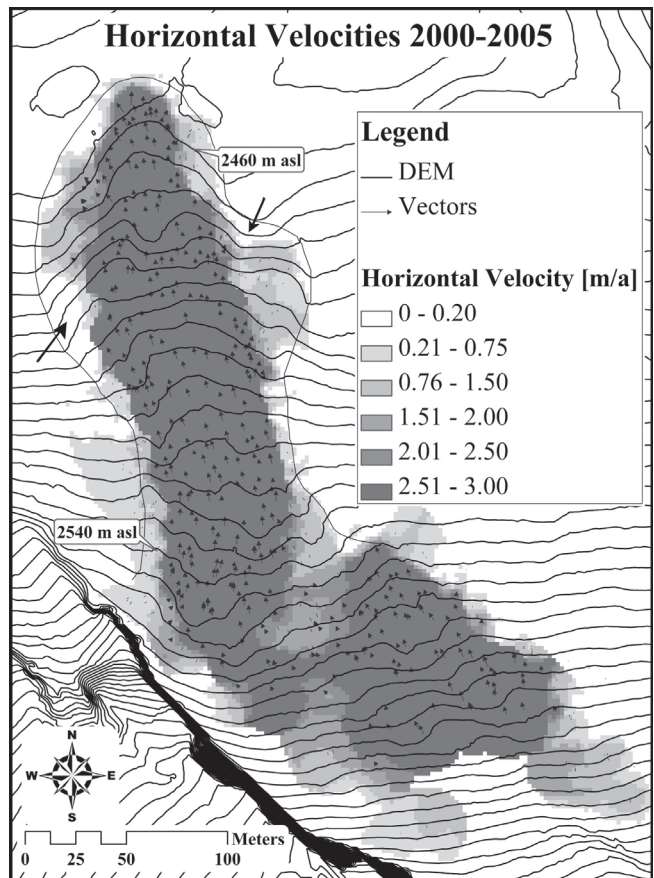 Horizontal Velocities 2000-2005
2460 m asl
Legend
DEM
Vectors
Horizontal Velocity [m/a]
0 - 0.20
0.21 - 0.75
0.76 - 1.50
1.51 - 2.00
2.01 - 2.50
2.51 - 3.00
2540 m asl
N
W E
S
Meters
0 25 50 100